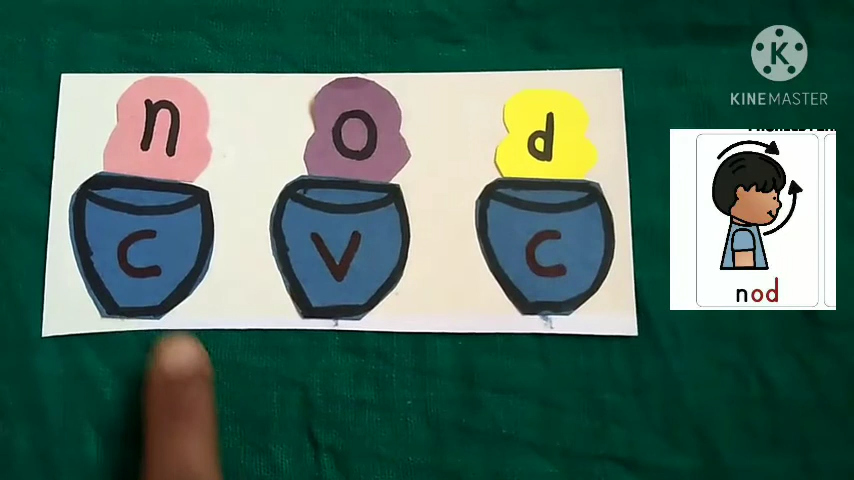 n o d
C V C
K
KINEMASTER
nod